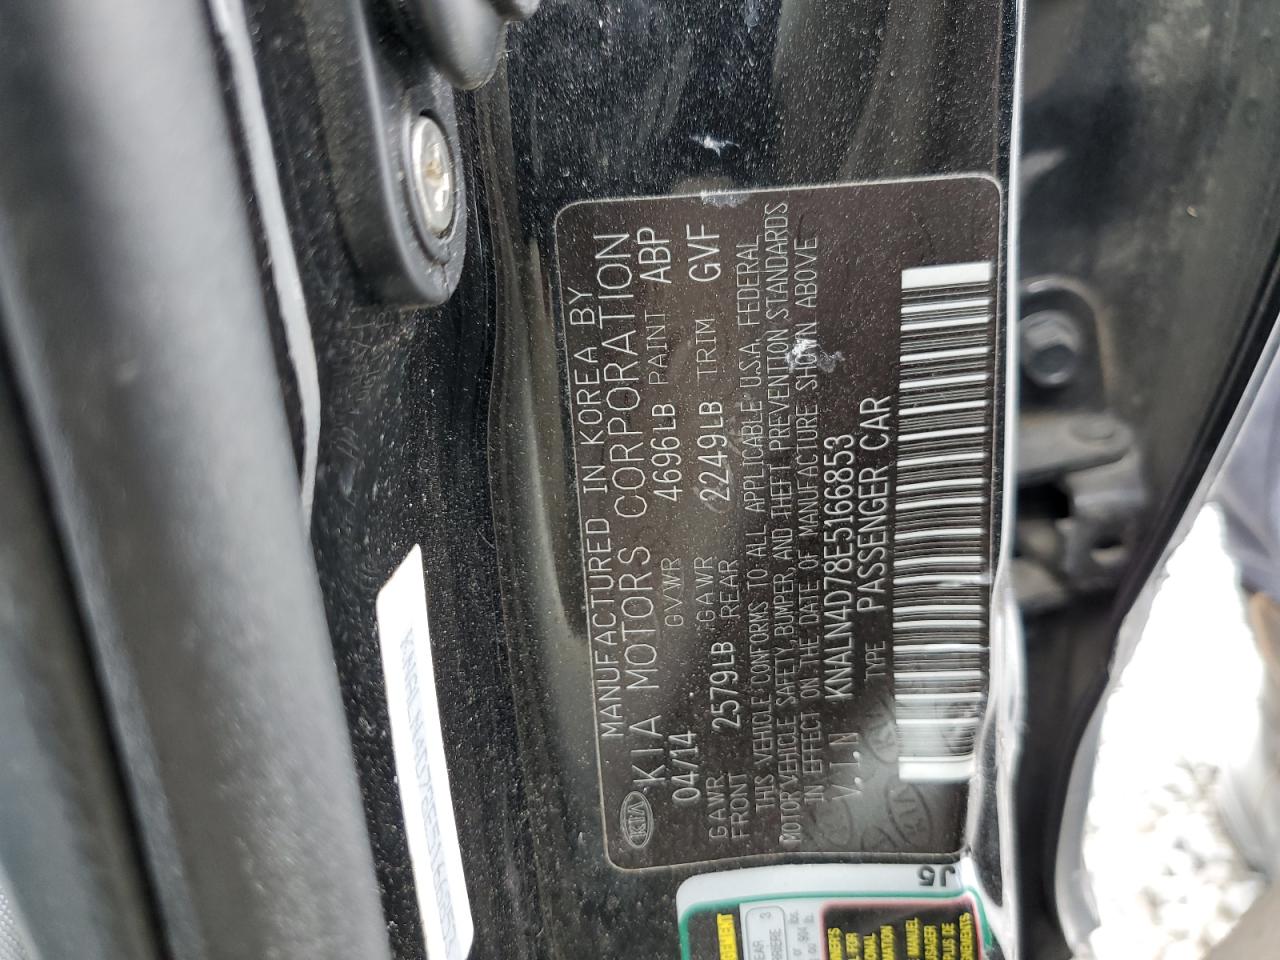 MANUFACTURED IN KOREA BY
KIA KIA MOTORS CORPORATION
04/14 GVWR 4696LB PAINT ABP
GAWR FRONT 2579LB GAWR REAR 2249LB TRIM GVF
THIS VEHICLE CONFORMS TO ALL APPLICABLE U.S.A. FEDERAL
MOTOR VEHICLE SAFETY, BUMPER, AND THEFT PREVENTION STANDARDS
IN EFFECT ON THE DATE OF MANUFACTURE SHOWN ABOVE
V.I.N KNALN4D78E5166853
TYPE PASSENGER CAR
J5